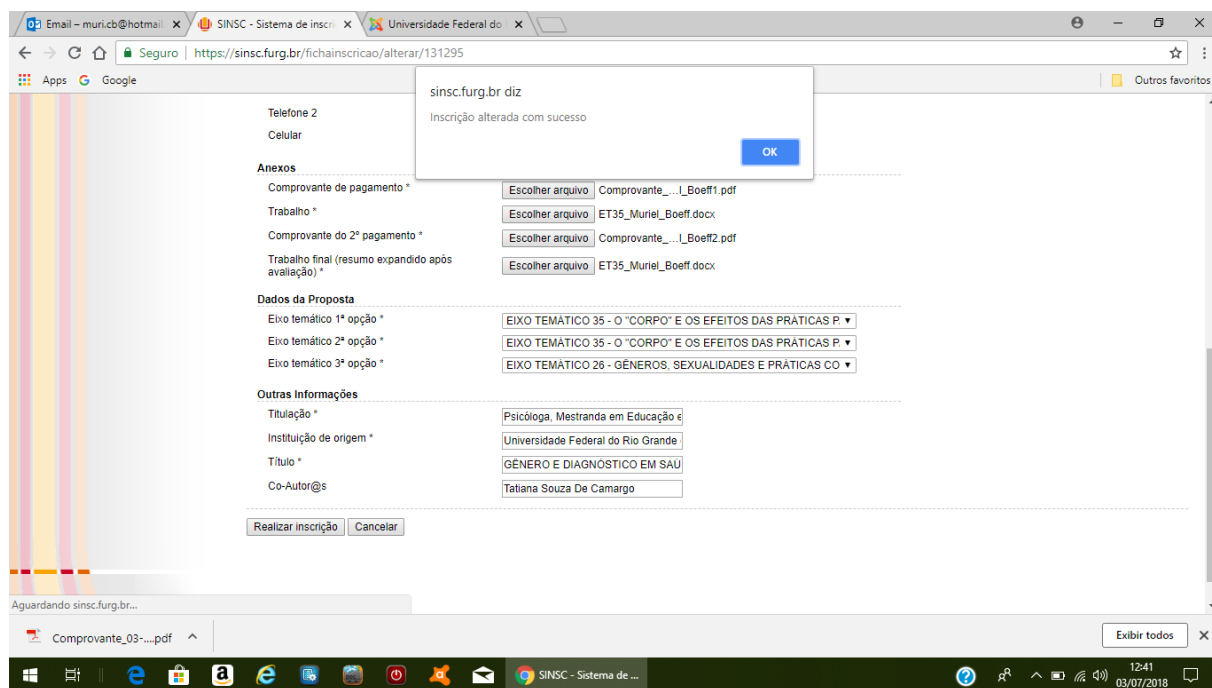 Email – muri.cb@hotmail.
SINSC - Sistema de inscri
Universidade Federal do
Seguro | https://sinsc.furg.br/fichainscricao/alterar/131295
Apps G Google Outros favoritos
sinsc.furg.br diz
Inscrição alterada com sucesso
OK
Telefone 2
Celular
Anexos
Comprovante de pagamento * Escolher arquivo Comprovante_...l_Boeff1.pdf
Trabalho * Escolher arquivo ET35_Muriel_Boeff.docx
Comprovante do 2º pagamento * Escolher arquivo Comprovante_...l_Boeff2.pdf
Trabalho final (resumo expandido após
avaliação) * Escolher arquivo ET35_Muriel_Boeff.docx
Dados da Proposta
Eixo temático 1ª opção * EIXO TEMÁTICO 35 - O "CORPO" E OS EFEITOS DAS PRÁTICAS P.
Eixo temático 2ª opção * EIXO TEMÁTICO 35 - O "CORPO" E OS EFEITOS DAS PRÁTICAS P.
Eixo temático 3ª opção * EIXO TEMÁTICO 26 - GÊNEROS, SEXUALIDADES E PRÁTICAS CO
Outras Informações
Titulação * Psicóloga, Mestranda em Educação e
Instituição de origem * Universidade Federal do Rio Grande
Título * GÊNERO E DIAGNÓSTICO EM SAÚ
Co-Autor@s Tatiana Souza De Camargo
Realizar inscrição Cancelar
Aguardando sinsc.furg.br...
Comprovante_03-....pdf Exibir todos
SINSC - Sistema de ... 12:41
03/07/2018